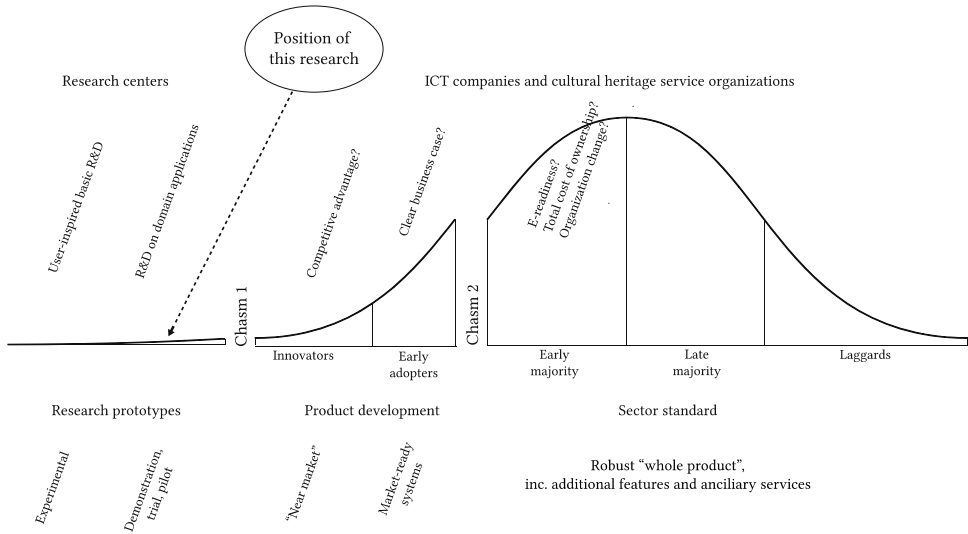 Position of
this research
Research centers
ICT companies and cultural heritage service organizations
User-inspired basic R&D
R&D on domain applications
Competitive advantage?
Clear business case?
E-readiness?
Total cost of ownership?
Organization change?
Chasm 1
Chasm 2
Innovators
Early
adopters
Early
majority
Late
majority
Laggards
Research prototypes
Product development
Sector standard
Experimental
Demonstration,
trial, pilot
“Near market”
Market-ready
systems
Robust “whole product”,
inc. additional features and anciliary services